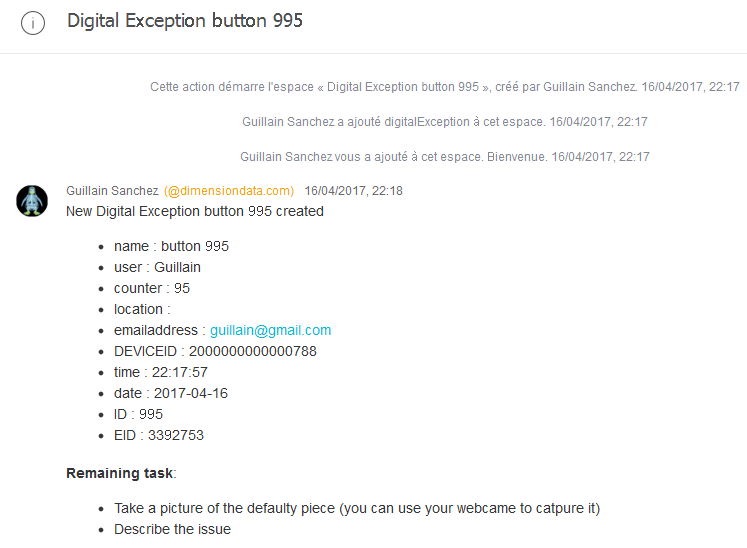 Digital Exception button 995
Cette action démarre l'espace « Digital Exception button 995 », créé par Guillain Sanchez. 16/04/2017, 22:17
Guillain Sanchez a ajouté digitalException à cet espace. 16/04/2017, 22:17
Guillain Sanchez vous a ajouté à cet espace. Bienvenue. 16/04/2017, 22:17
Guillain Sanchez (@dimensiondata.com) 16/04/2017, 22:18
New Digital Exception button 995 created
• name : button 995
• user : Guillain
• counter : 95
• location :
• emailaddress : guillain@gmail.com
• DEVICEID : 2000000000000788
• time : 22:17:57
• date : 2017-04-16
• ID : 995
• EID : 3392753
Remaining task:
• Take a picture of the defaulty piece (you can use your webcame to catpure it)
• Describe the issue